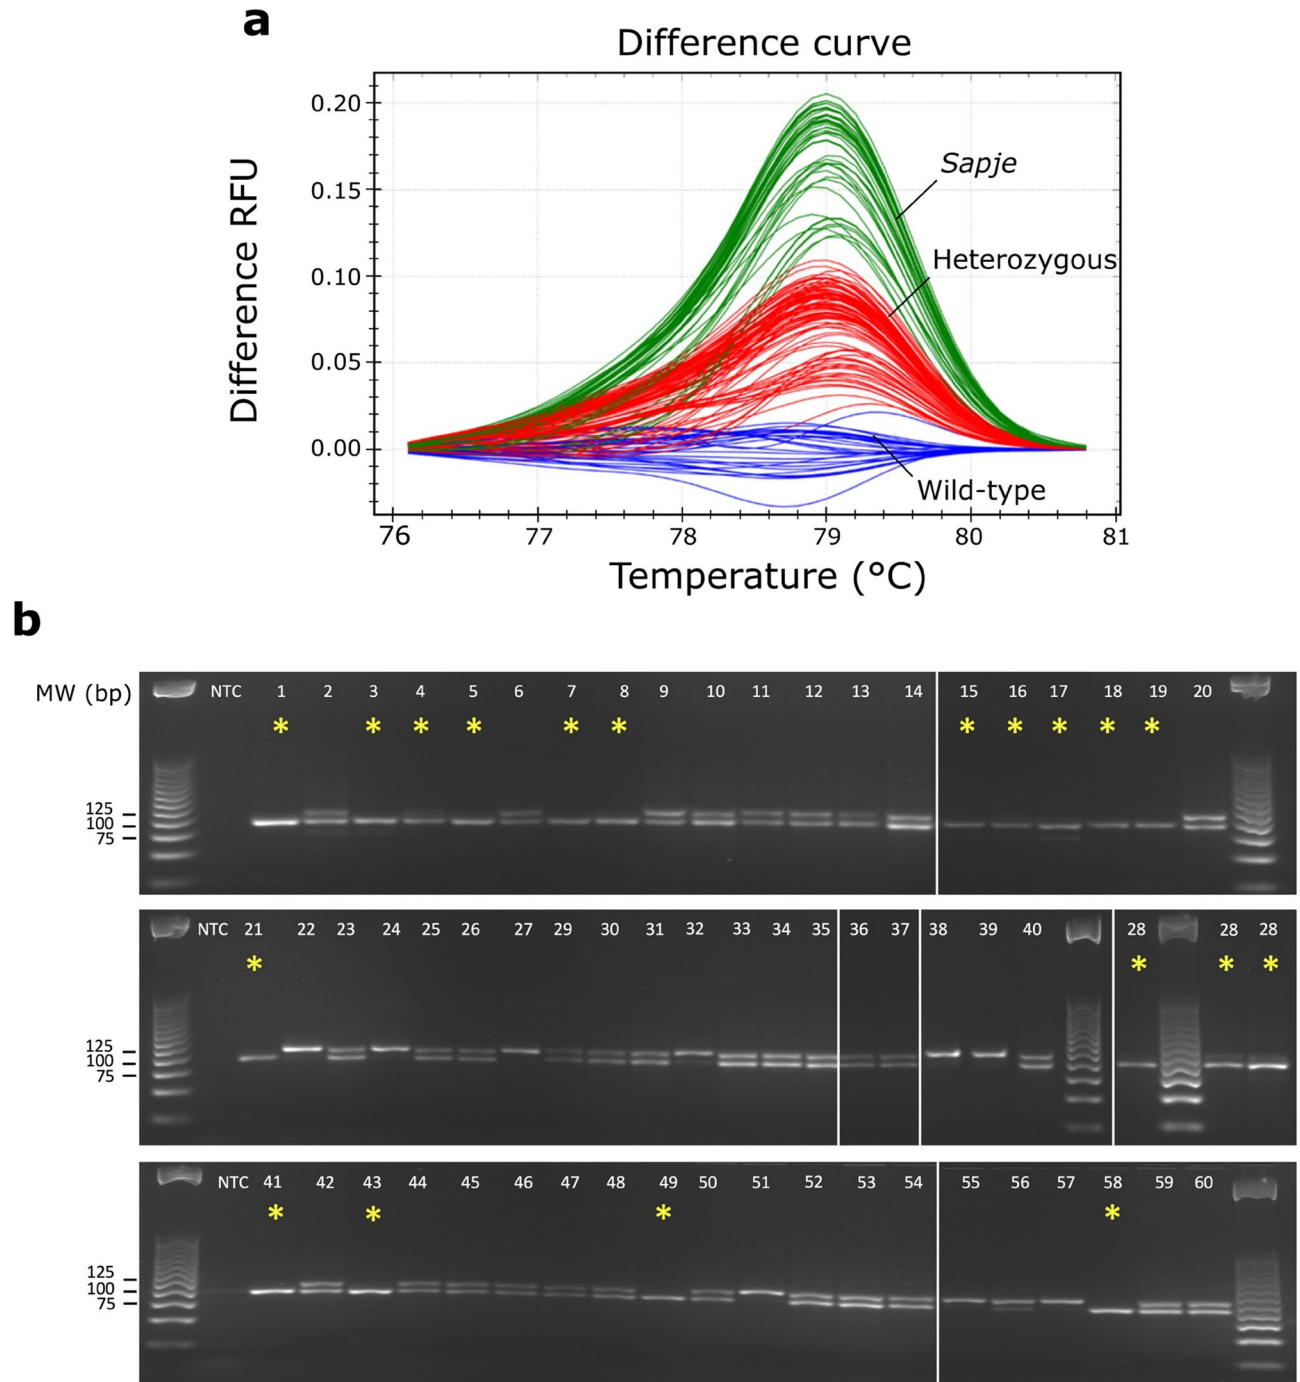 a
Difference curve
0.20
0.15
0.10
0.05
0.00
Difference RFU
Sapje
Heterozygous
Wild-type
76 77 78 79 80 81
Temperature (°C)
b
MW (bp)
NTC 1 2 3 4 5 6 7 8 9 10 11 12 13 14 15 16 17 18 19 20
* * * * * * * * * * *
125
100
75
NTC 21 22 23 24 25 26 27 29 30 31 32 33 34 35 36 37 38 39 40 28 28 28
* * * *
125
100
75
NTC 41 42 43 44 45 46 47 48 49 50 51 52 53 54 55 56 57 58 59 60
* * * *
125
100
75